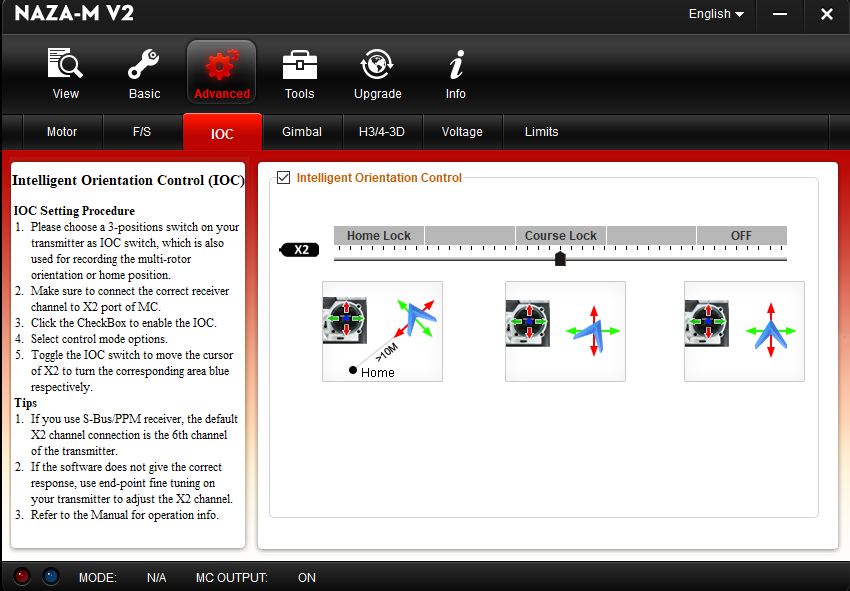 NAZA-M V2
English
View
Basic
Advanced
Tools
Upgrade
Info
Motor
F/S
IOC
Gimbal
H3/4-3D
Voltage
Limits
Intelligent Orientation Control (IOC)
IOC Setting Procedure
1. Please choose a 3-positions switch on your
transmitter as IOC switch, which is also
used for recording the multi-rotor
orientation or home position.
2. Make sure to connect the correct receiver
channel to X2 port of MC.
3. Click the CheckBox to enable the IOC.
4. Select control mode options.
5. Toggle the IOC switch to move the cursor
of X2 to turn the corresponding area blue
respectively.
Tips
1. If you use S-Bus/PPM receiver, the default
X2 channel connection is the 6th channel
of the transmitter.
2. If the software does not give the correct
response, use end-point fine tuning on
your transmitter to adjust the X2 channel.
3. Refer to the Manual for operation info.
Intelligent Orientation Control
Home Lock
Course Lock
OFF
X2
>10M
Home
MODE:
N/A
MC OUTPUT:
ON